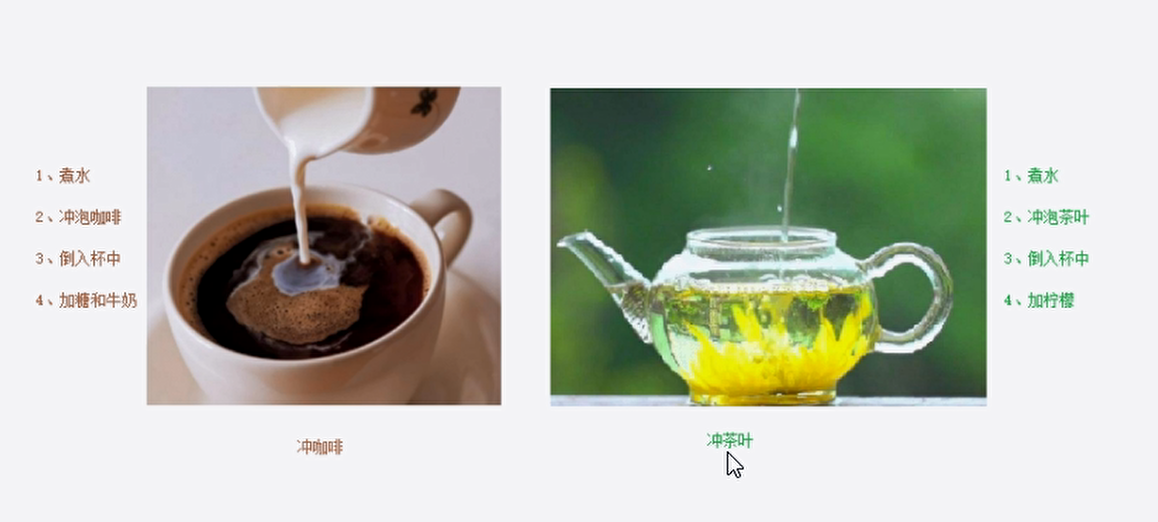 1、煮水
2、冲泡咖啡
3、倒入杯中
4、加糖和牛奶
冲咖啡
1、煮水
2、冲泡茶叶
3、倒入杯中
4、加柠檬
冲茶叶